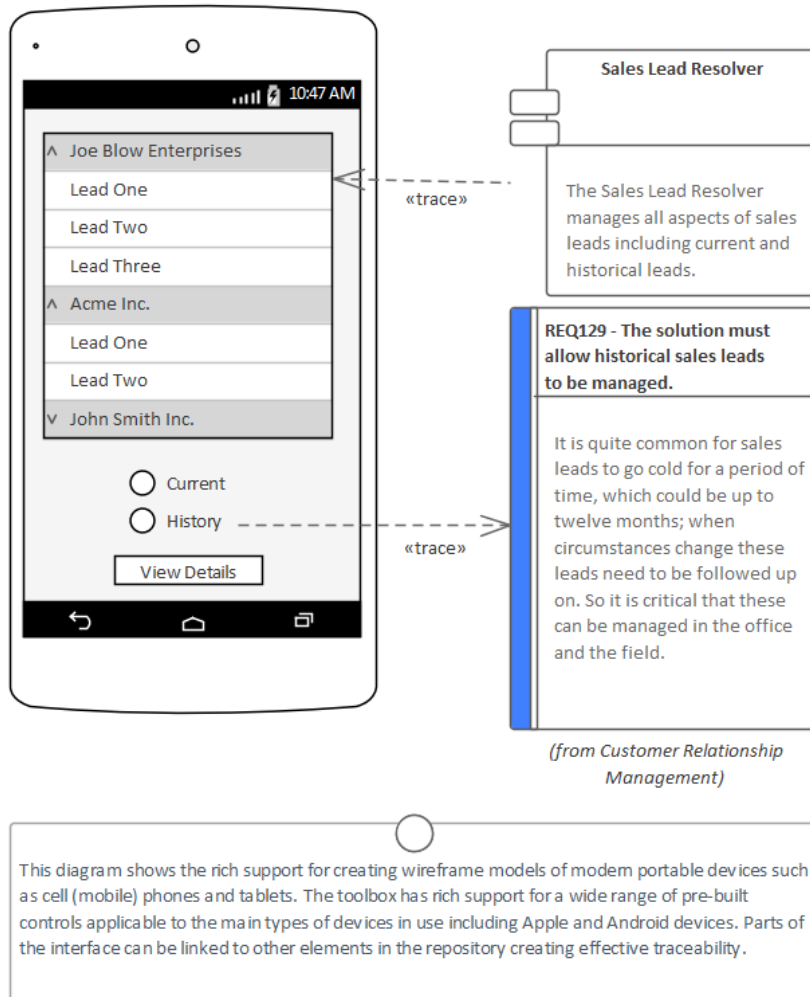 10:47 AM
Joe Blow Enterprises
Lead One
Lead Two
Lead Three
Acme Inc.
Lead One
Lead Two
John Smith Inc.
Current
History
View Details
«trace»
«trace»
Sales Lead Resolver
The Sales Lead Resolver
manages all aspects of sales
leads including current and
historical leads.
REQ129 - The solution must
allow historical sales leads
to be managed.
It is quite common for sales
leads to go cold for a period of
time, which could be up to
twelve months; when
circumstances change these
leads need to be followed up
on. So it is critical that these
can be managed in the office
and the field.
(from Customer Relationship
Management)
This diagram shows the rich support for creating wireframe models of modern portable devices such
as cell (mobile) phones and tablets. The toolbox has rich support for a wide range of pre-built
controls applicable to the main types of devices in use including Apple and Android devices. Parts of
the interface can be linked to other elements in the repository creating effective traceability.